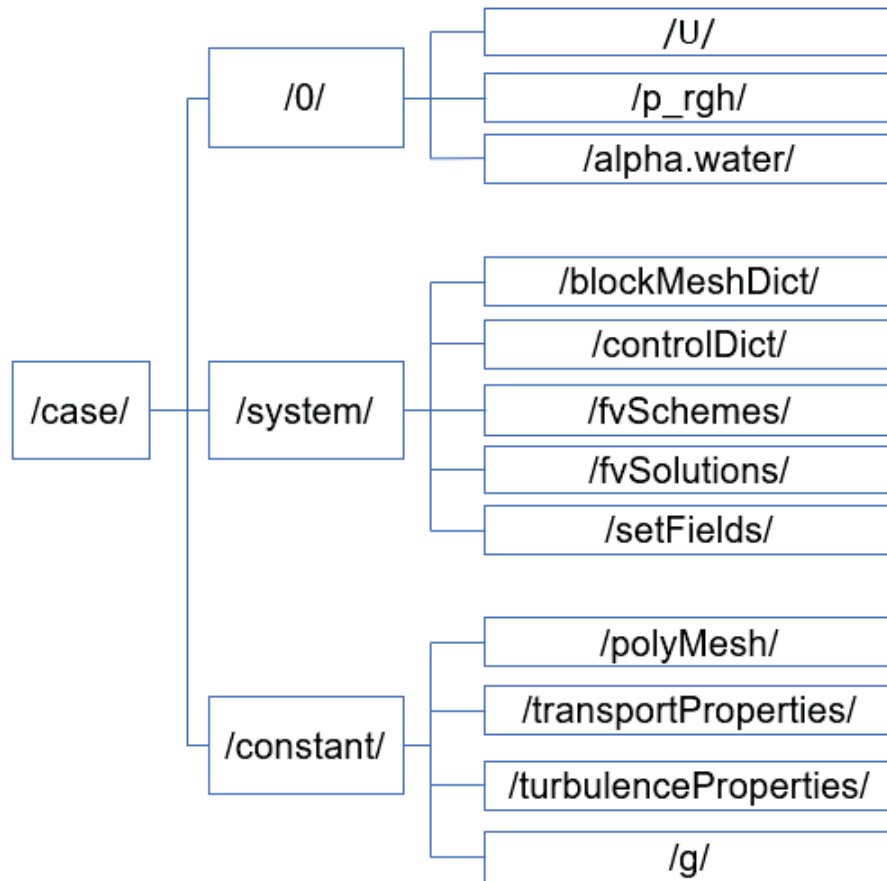 /case/
/0/
/U/
/p_rgh/
/alpha.water/
/system/
/blockMeshDict/
/controlDict/
/fvSchemes/
/fvSolutions/
/setFields/
/constant/
/polyMesh/
/transportProperties/
/turbulenceProperties/
/g/